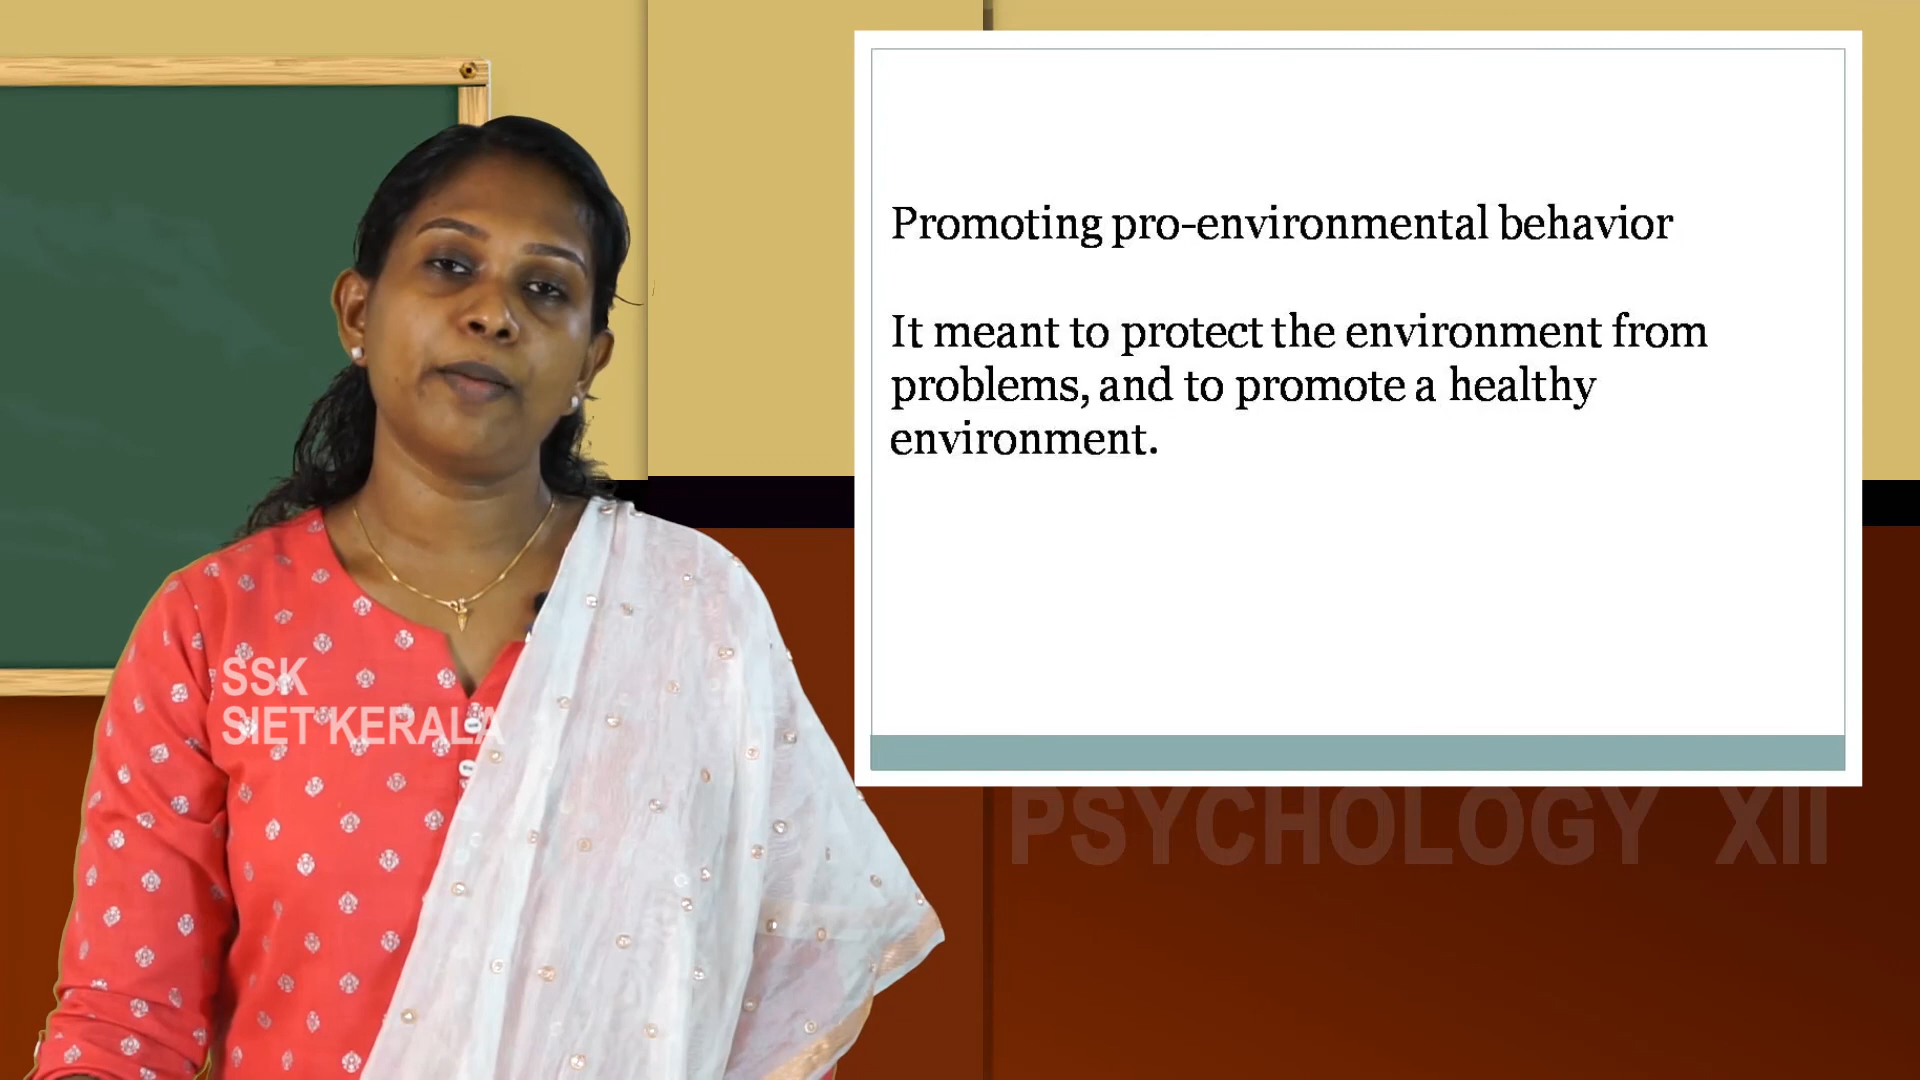 Promoting pro-environmental behavior
It meant to protect the environment from
problems, and to promote a healthy
environment.
SSK
SIET KERALA
PSYCHOLOGY XII